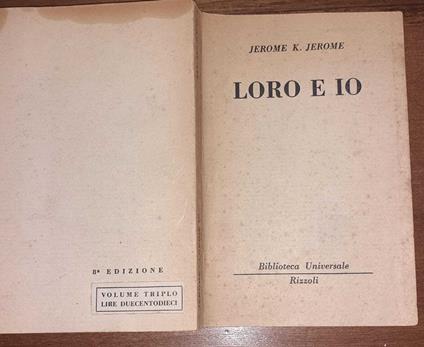 8ª EDIZIONE
VOLUME TRIPLO
LIRE DUECENTODIECI
JEROME K. JEROME
LORO E IO
Biblioteca Universale
Rizzoli